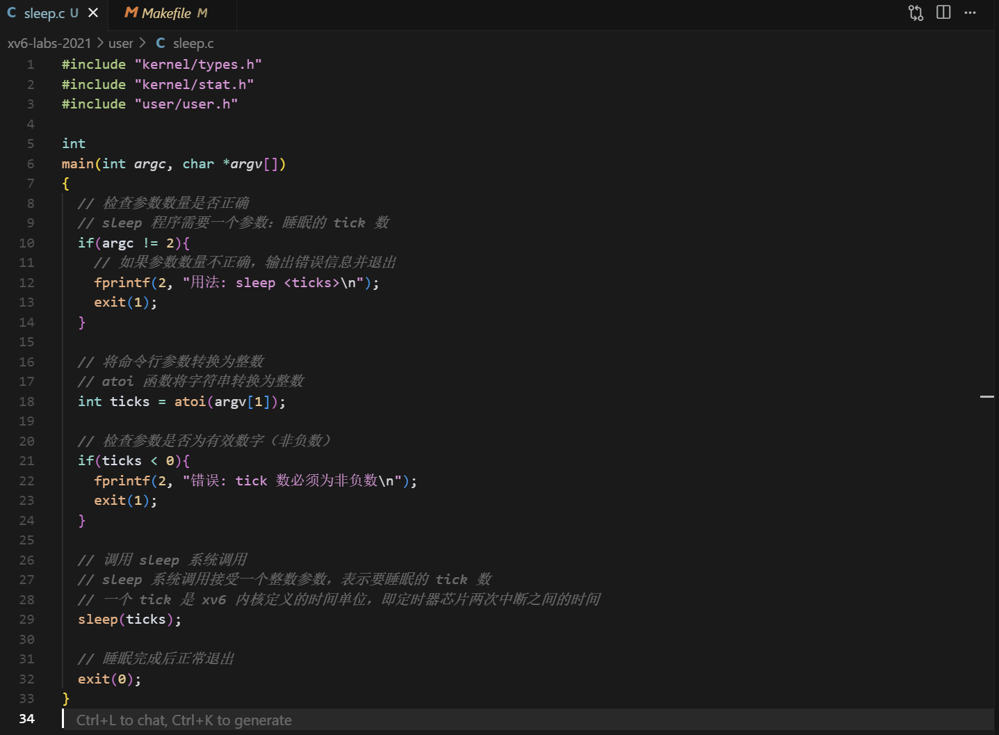 C sleep.c U × M Makefile M
xv6-labs-2021 > user > C sleep.c
1 #include "kernel/types.h"
2 #include "kernel/stat.h"
3 #include "user/user.h"
4
5 int
6 main(int argc, char *argv[])
7 {
8 // 检查参数数量是否正确
9 // sleep 程序需要一个参数：睡眠的 tick 数
10 if(argc != 2){
11 // 如果参数数量不正确，输出错误信息并退出
12 fprintf(2, "用法: sleep <ticks>\n");
13 exit(1);
14 }
15
16 // 将命令行参数转换为整数
17 // atoi 函数将字符串转换为整数
18 int ticks = atoi(argv[1]);
19
20 // 检查参数是否为有效数字（非负数）
21 if(ticks < 0){
22 fprintf(2, "错误: tick 数必须为非负数\n");
23 exit(1);
24 }
25
26 // 调用 sleep 系统调用
27 // sleep 系统调用接受一个整数参数，表示要睡眠的 tick 数
28 // 一个 tick 是 xv6 内核定义的时间单位，即定时器芯片两次中断之间的时间
29 sleep(ticks);
30
31 // 睡眠完成后正常退出
32 exit(0);
33 }
34 Ctrl+L to chat, Ctrl+K to generate